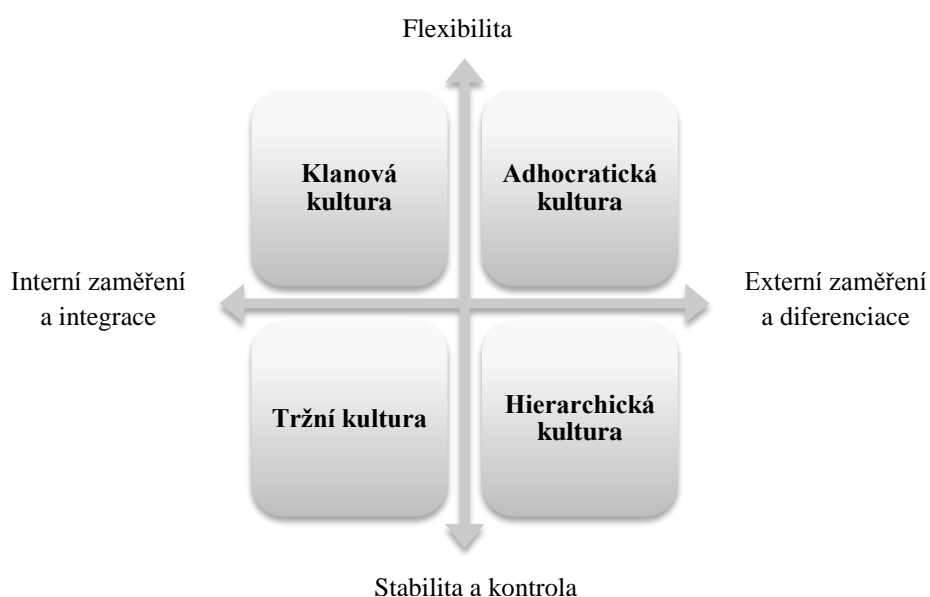 Flexibilita
Klanová
kultura
Adhocratická
kultura
Interní zaměření
a integrace
Externí zaměření
a diferenciace
Tržní kultura
Hierarchická
kultura
Stabilita a kontrola